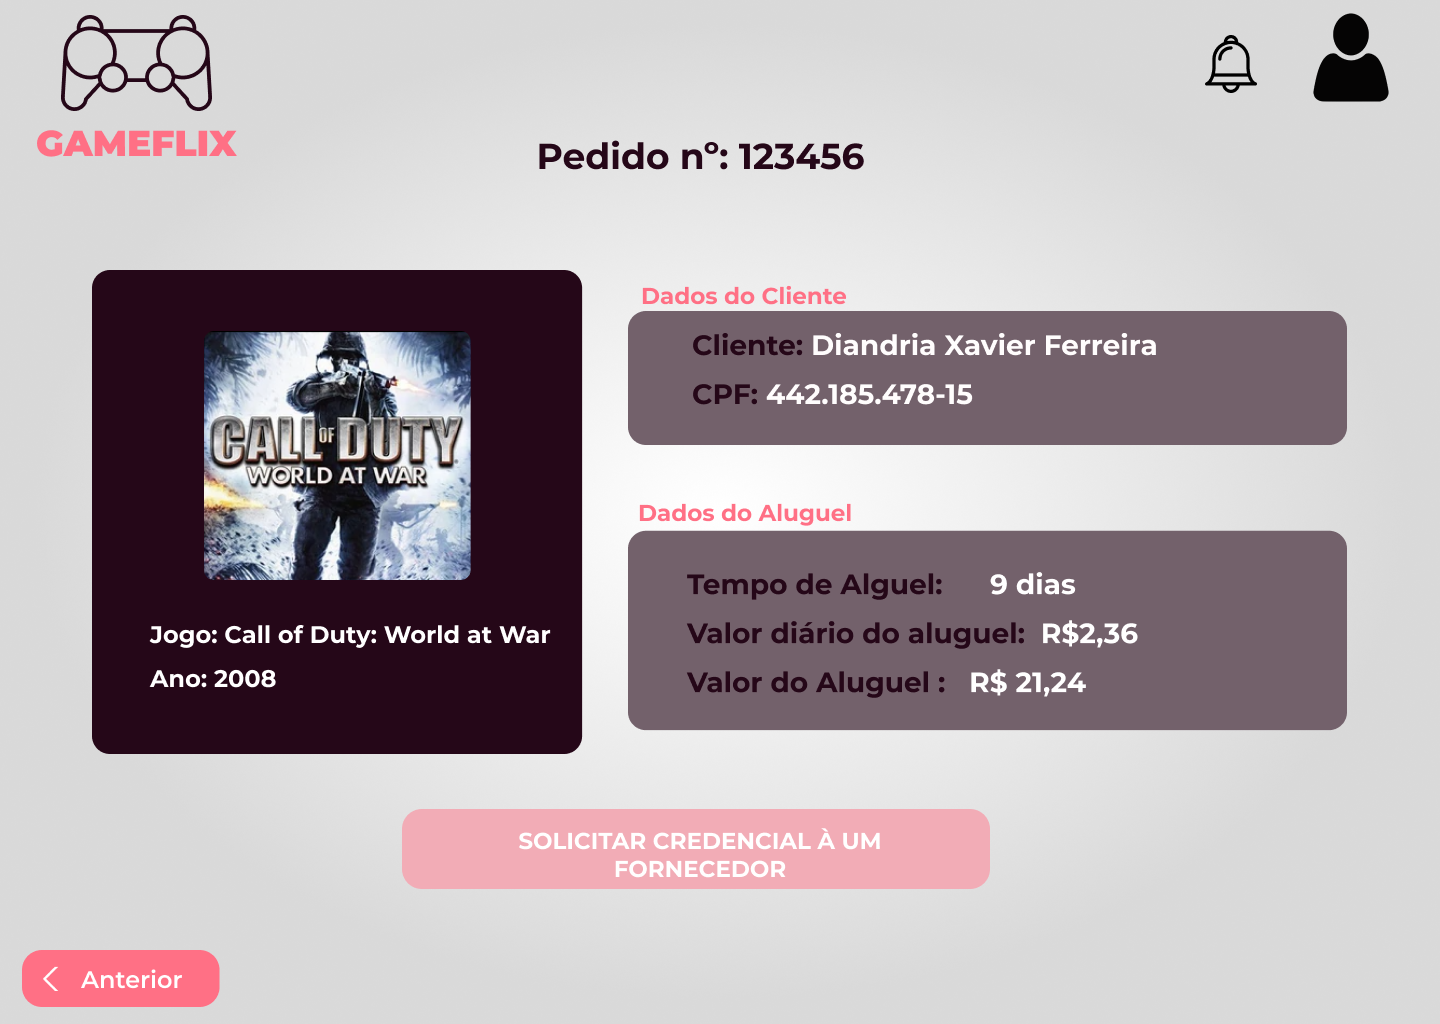 GAMEFLIX
Pedido nº: 123456
CALL OF DUTY
WORLD AT WAR
Jogo: Call of Duty: World at War
Ano: 2008
Dados do Cliente
Cliente: Diandria Xavier Ferreira
CPF: 442.185.478-15
Dados do Aluguel
Tempo de Alguel: 9 dias
Valor diário do aluguel: R$2,36
Valor do Aluguel : R$ 21,24
SOLICITAR CREDENCIAL À UM
FORNECEDOR
Anterior